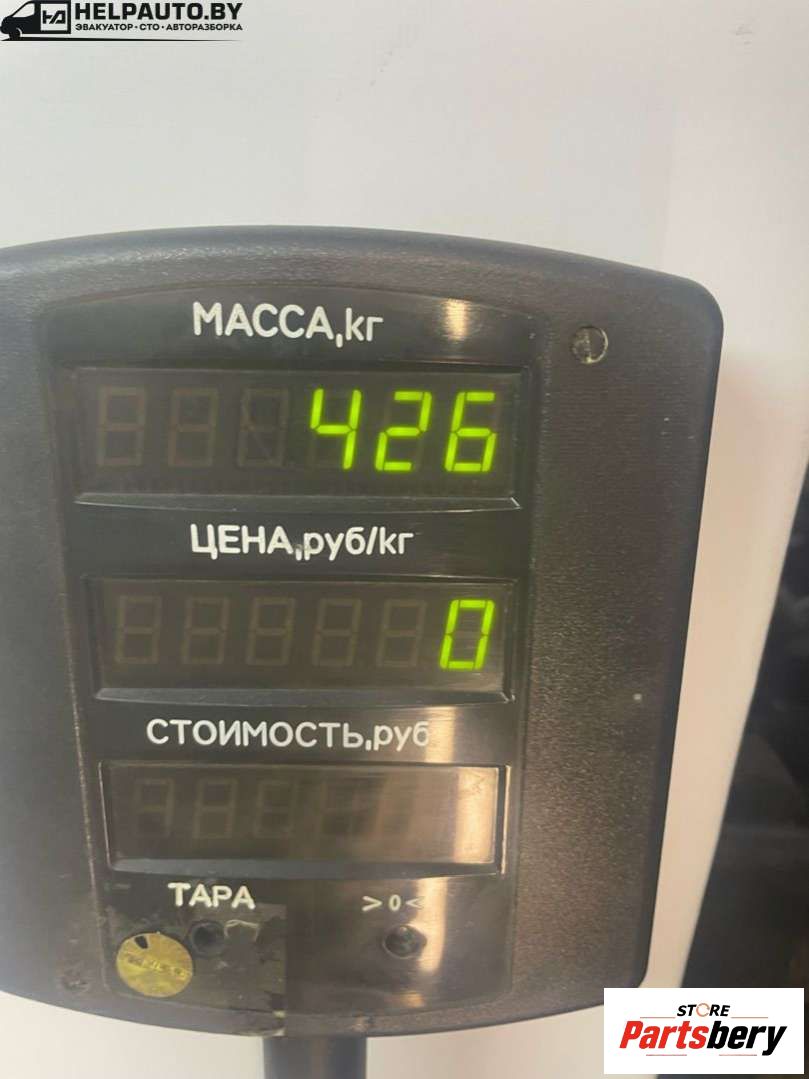 HELPAUTO.BY
ЭВАКУАТОР • СТО • АВТОРАЗБОРКА
МАССА,кг
426
ЦЕНА,руб/кг
0
СТОИМОСТЬ,руб
ТАРА
>0<
STORE
Partsbery